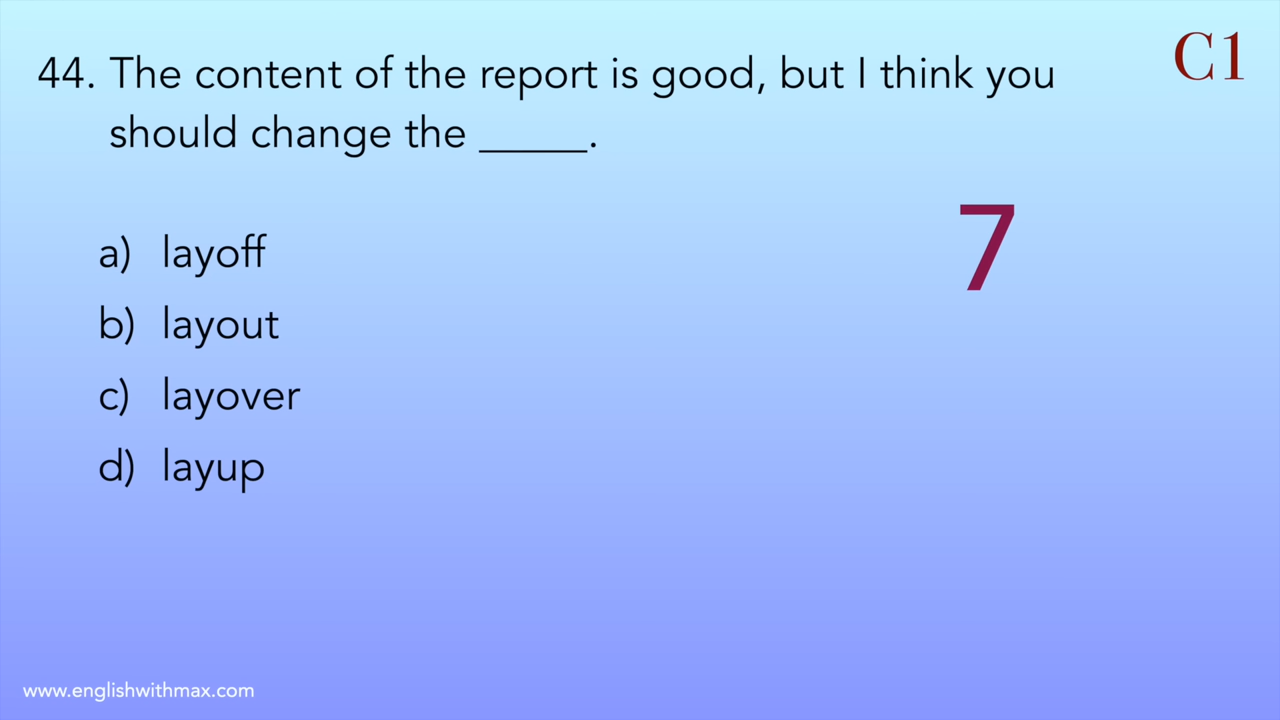 C1
44. The content of the report is good, but I think you
should change the _____.
7
a) layoff
b) layout
c) layover
d) layup
www.englishwithmax.com